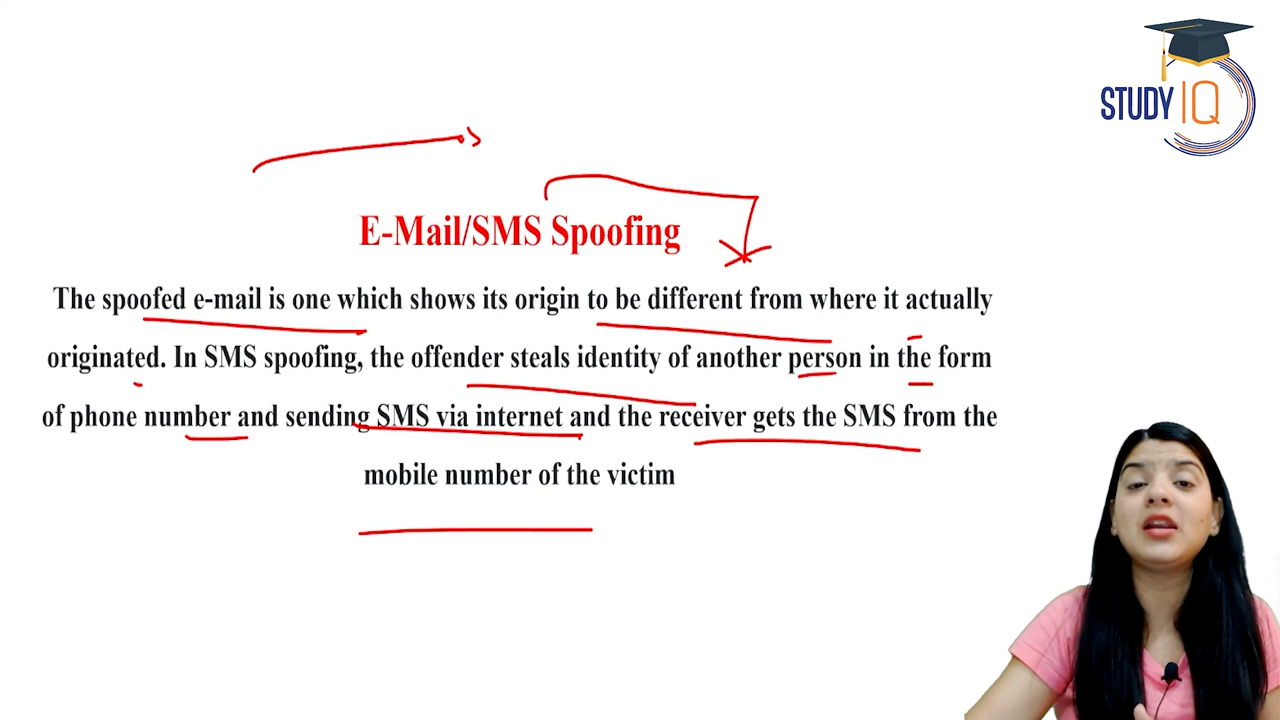 STUDY IQ
E-Mail/SMS Spoofing
The spoofed e-mail is one which shows its origin to be different from where it actually
originated. In SMS spoofing, the offender steals identity of another person in the form
of phone number and sending SMS via internet and the receiver gets the SMS from the
mobile number of the victim